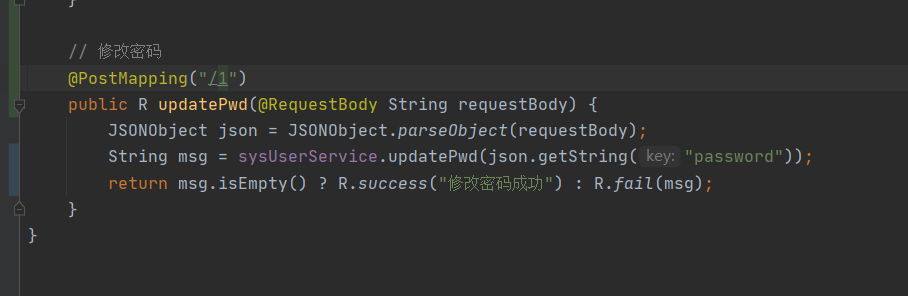 }
// 修改密码
@PostMapping("/1")
public R updatePwd(@RequestBody String requestBody) {
JSONObject json = JSONObject.parseObject(requestBody);
String msg = sysUserService.updatePwd(json.getString( key: "password"));
return msg.isEmpty() ? R.success("修改密码成功") : R.fail(msg);
}
}